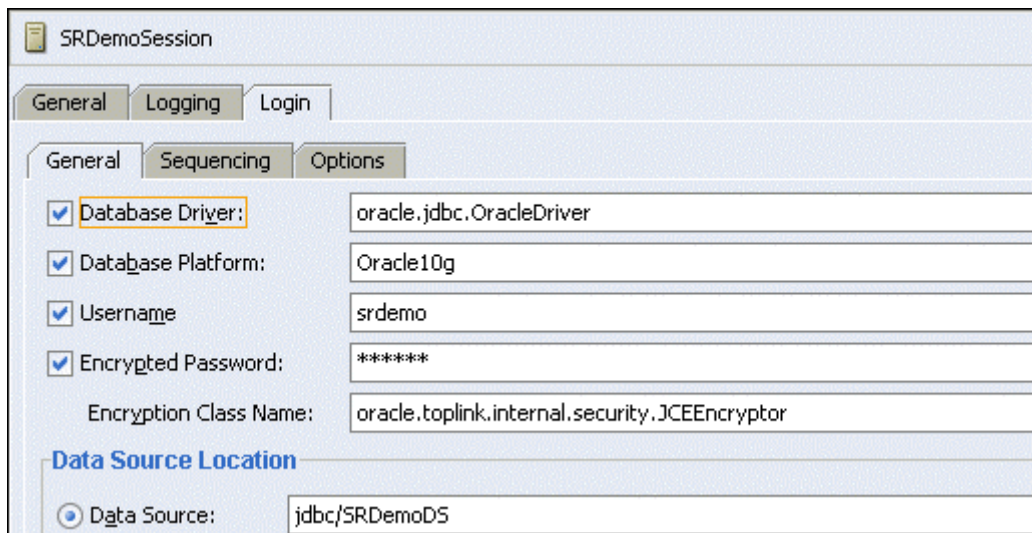 SRDemoSession
General Logging Login
General Sequencing Options
Database Driver: oracle.jdbc.OracleDriver
Database Platform: Oracle10g
Username srdemo
Encrypted Password: ******
Encryption Class Name: oracle.toplink.internal.security.JCEEncryptor
Data Source Location
Data Source: jdbc/SRDemoDS